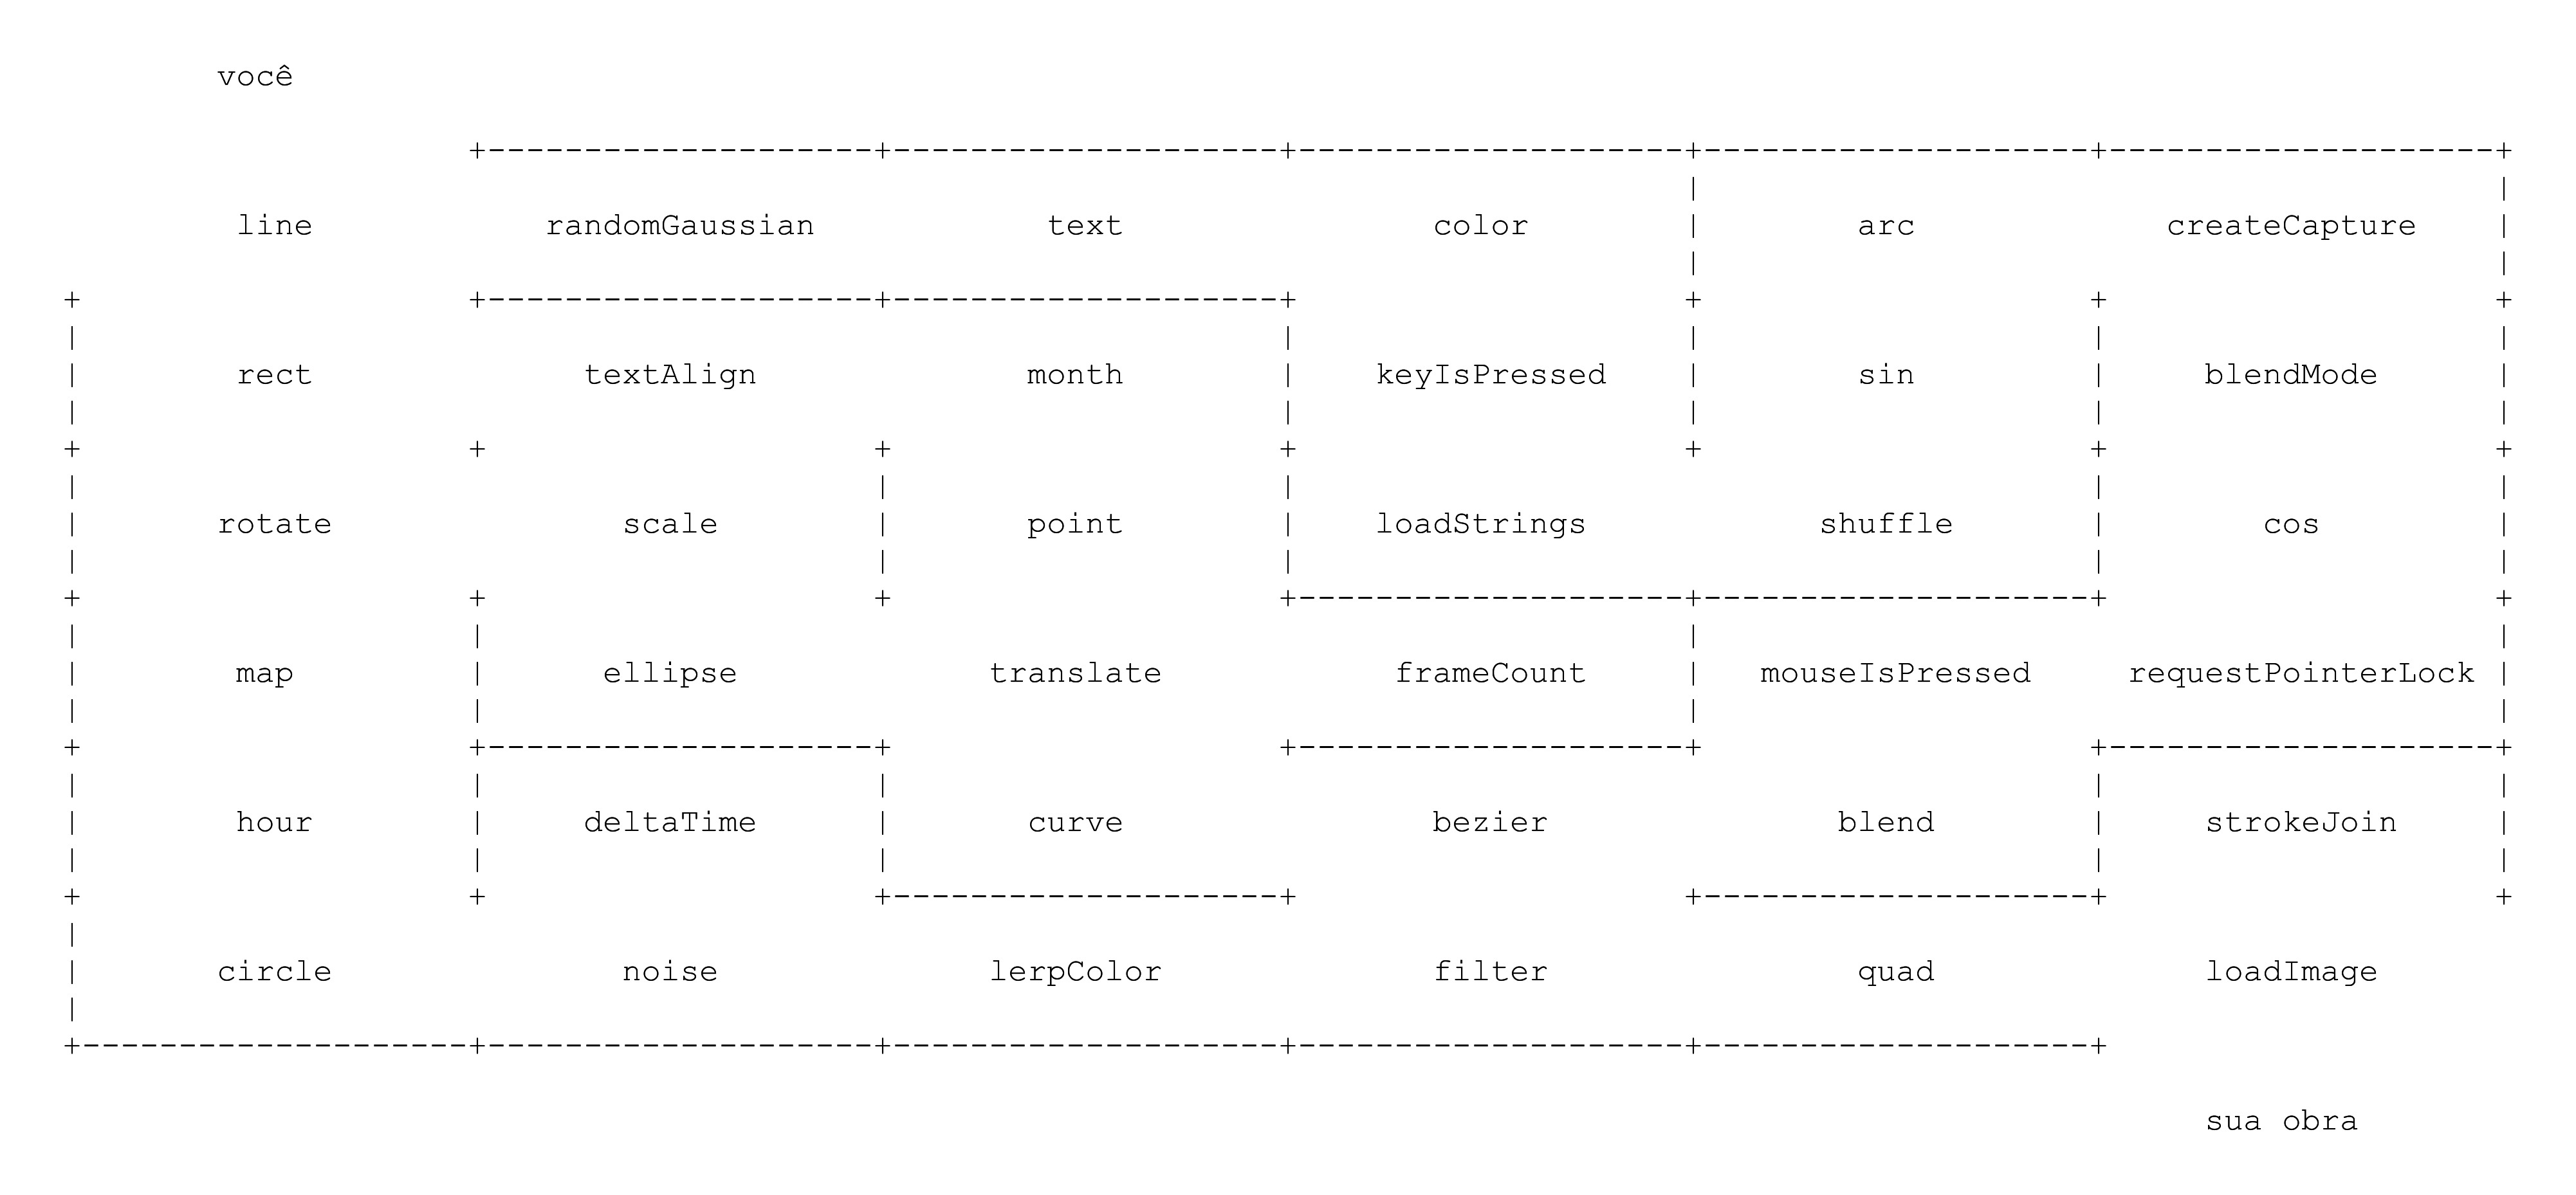 você
line randomGaussian text color arc createCapture
rect textAlign month keyIsPressed sin blendMode
rotate scale point loadStrings shuffle cos
map ellipse translate frameCount mouseIsPressed requestPointerLock
hour deltaTime curve bezier blend strokeJoin
circle noise lerpColor filter quad loadImage
sua obra